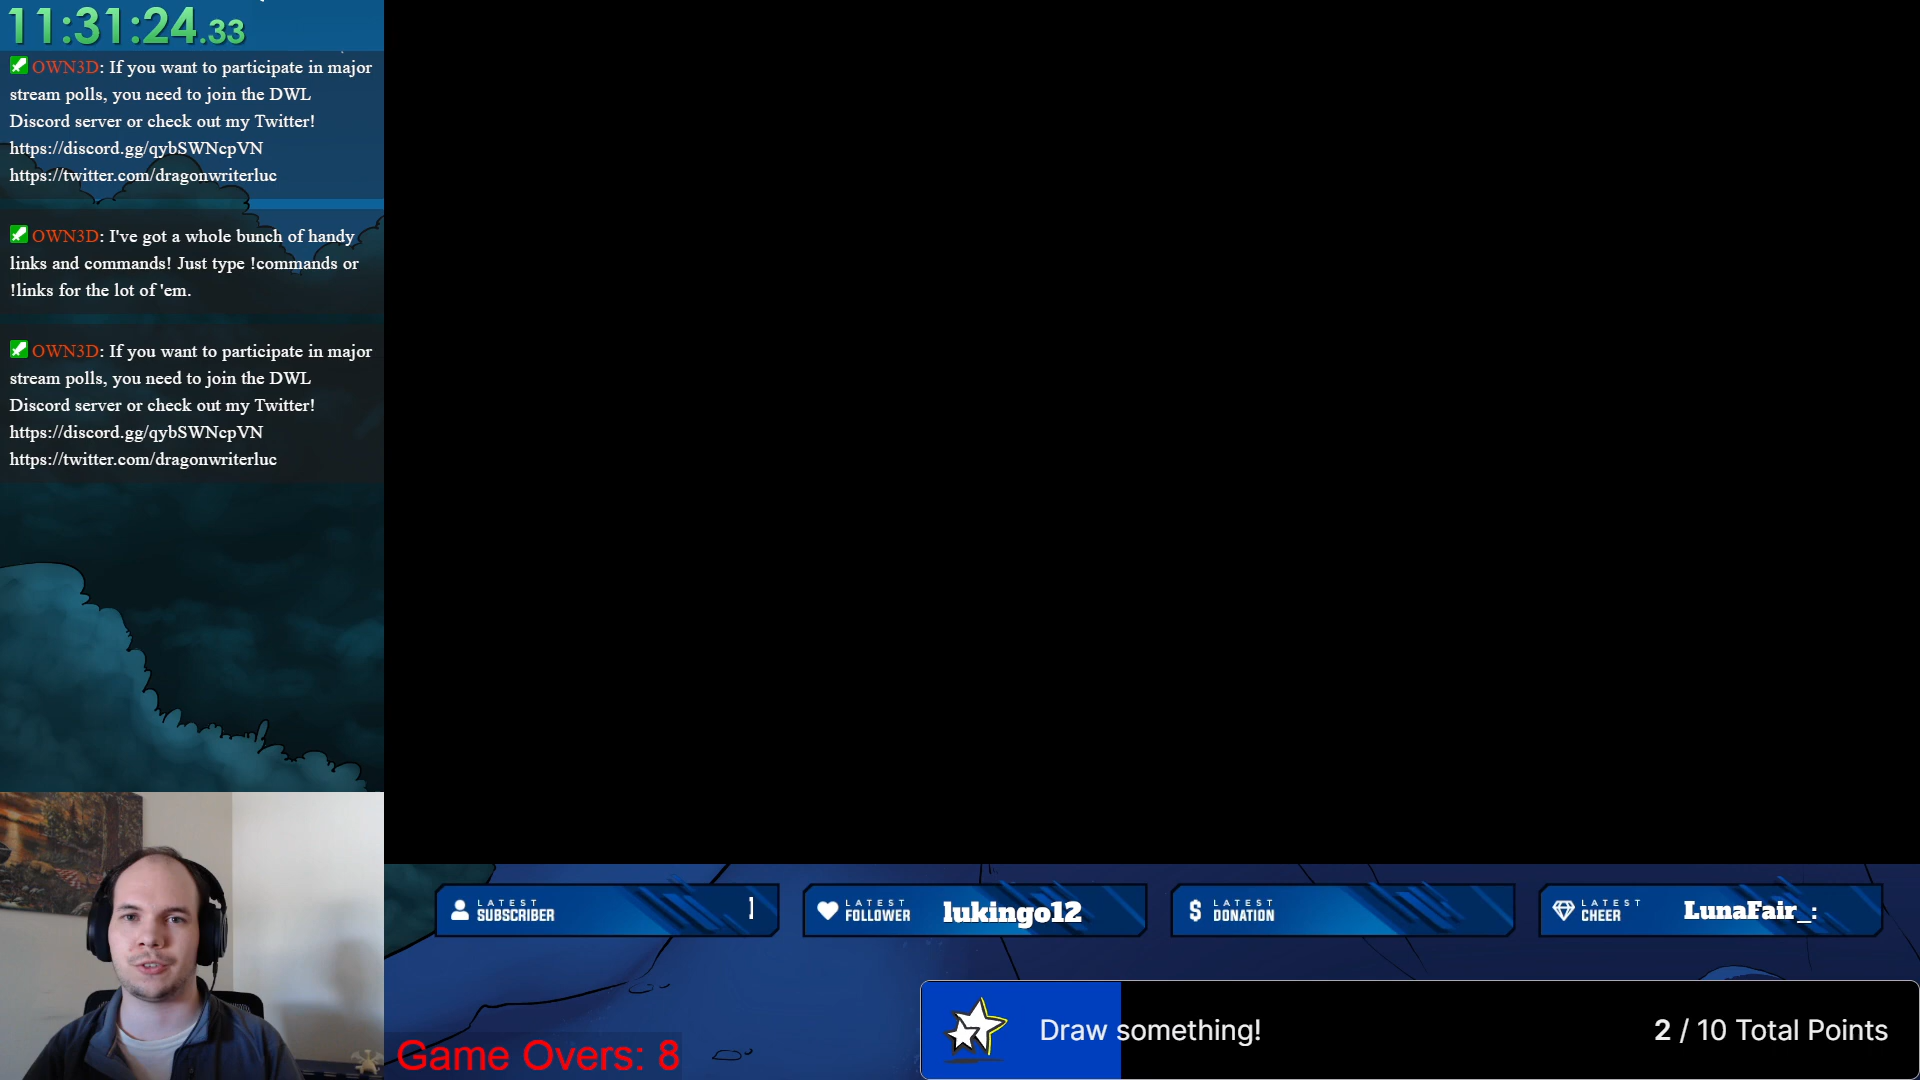 11:31:24.33
OWN3D: If you want to participate in major
stream polls, you need to join the DWL
Discord server or check out my Twitter!
https://discord.gg/qybSWNcpVN
https://twitter.com/dragonwriterluc
OWN3D: I've got a whole bunch of handy
links and commands! Just type !commands or
!links for the lot of 'em.
OWN3D: If you want to participate in major
stream polls, you need to join the DWL
Discord server or check out my Twitter!
https://discord.gg/qybSWNcpVN
https://twitter.com/dragonwriterluc
LATEST
SUBSCRIBER
LATEST
FOLLOWER
lukingo12
LATEST
DONATION
LATEST
CHEER
LunaFair_:
Draw something!
2 / 10 Total Points
Game Overs: 8